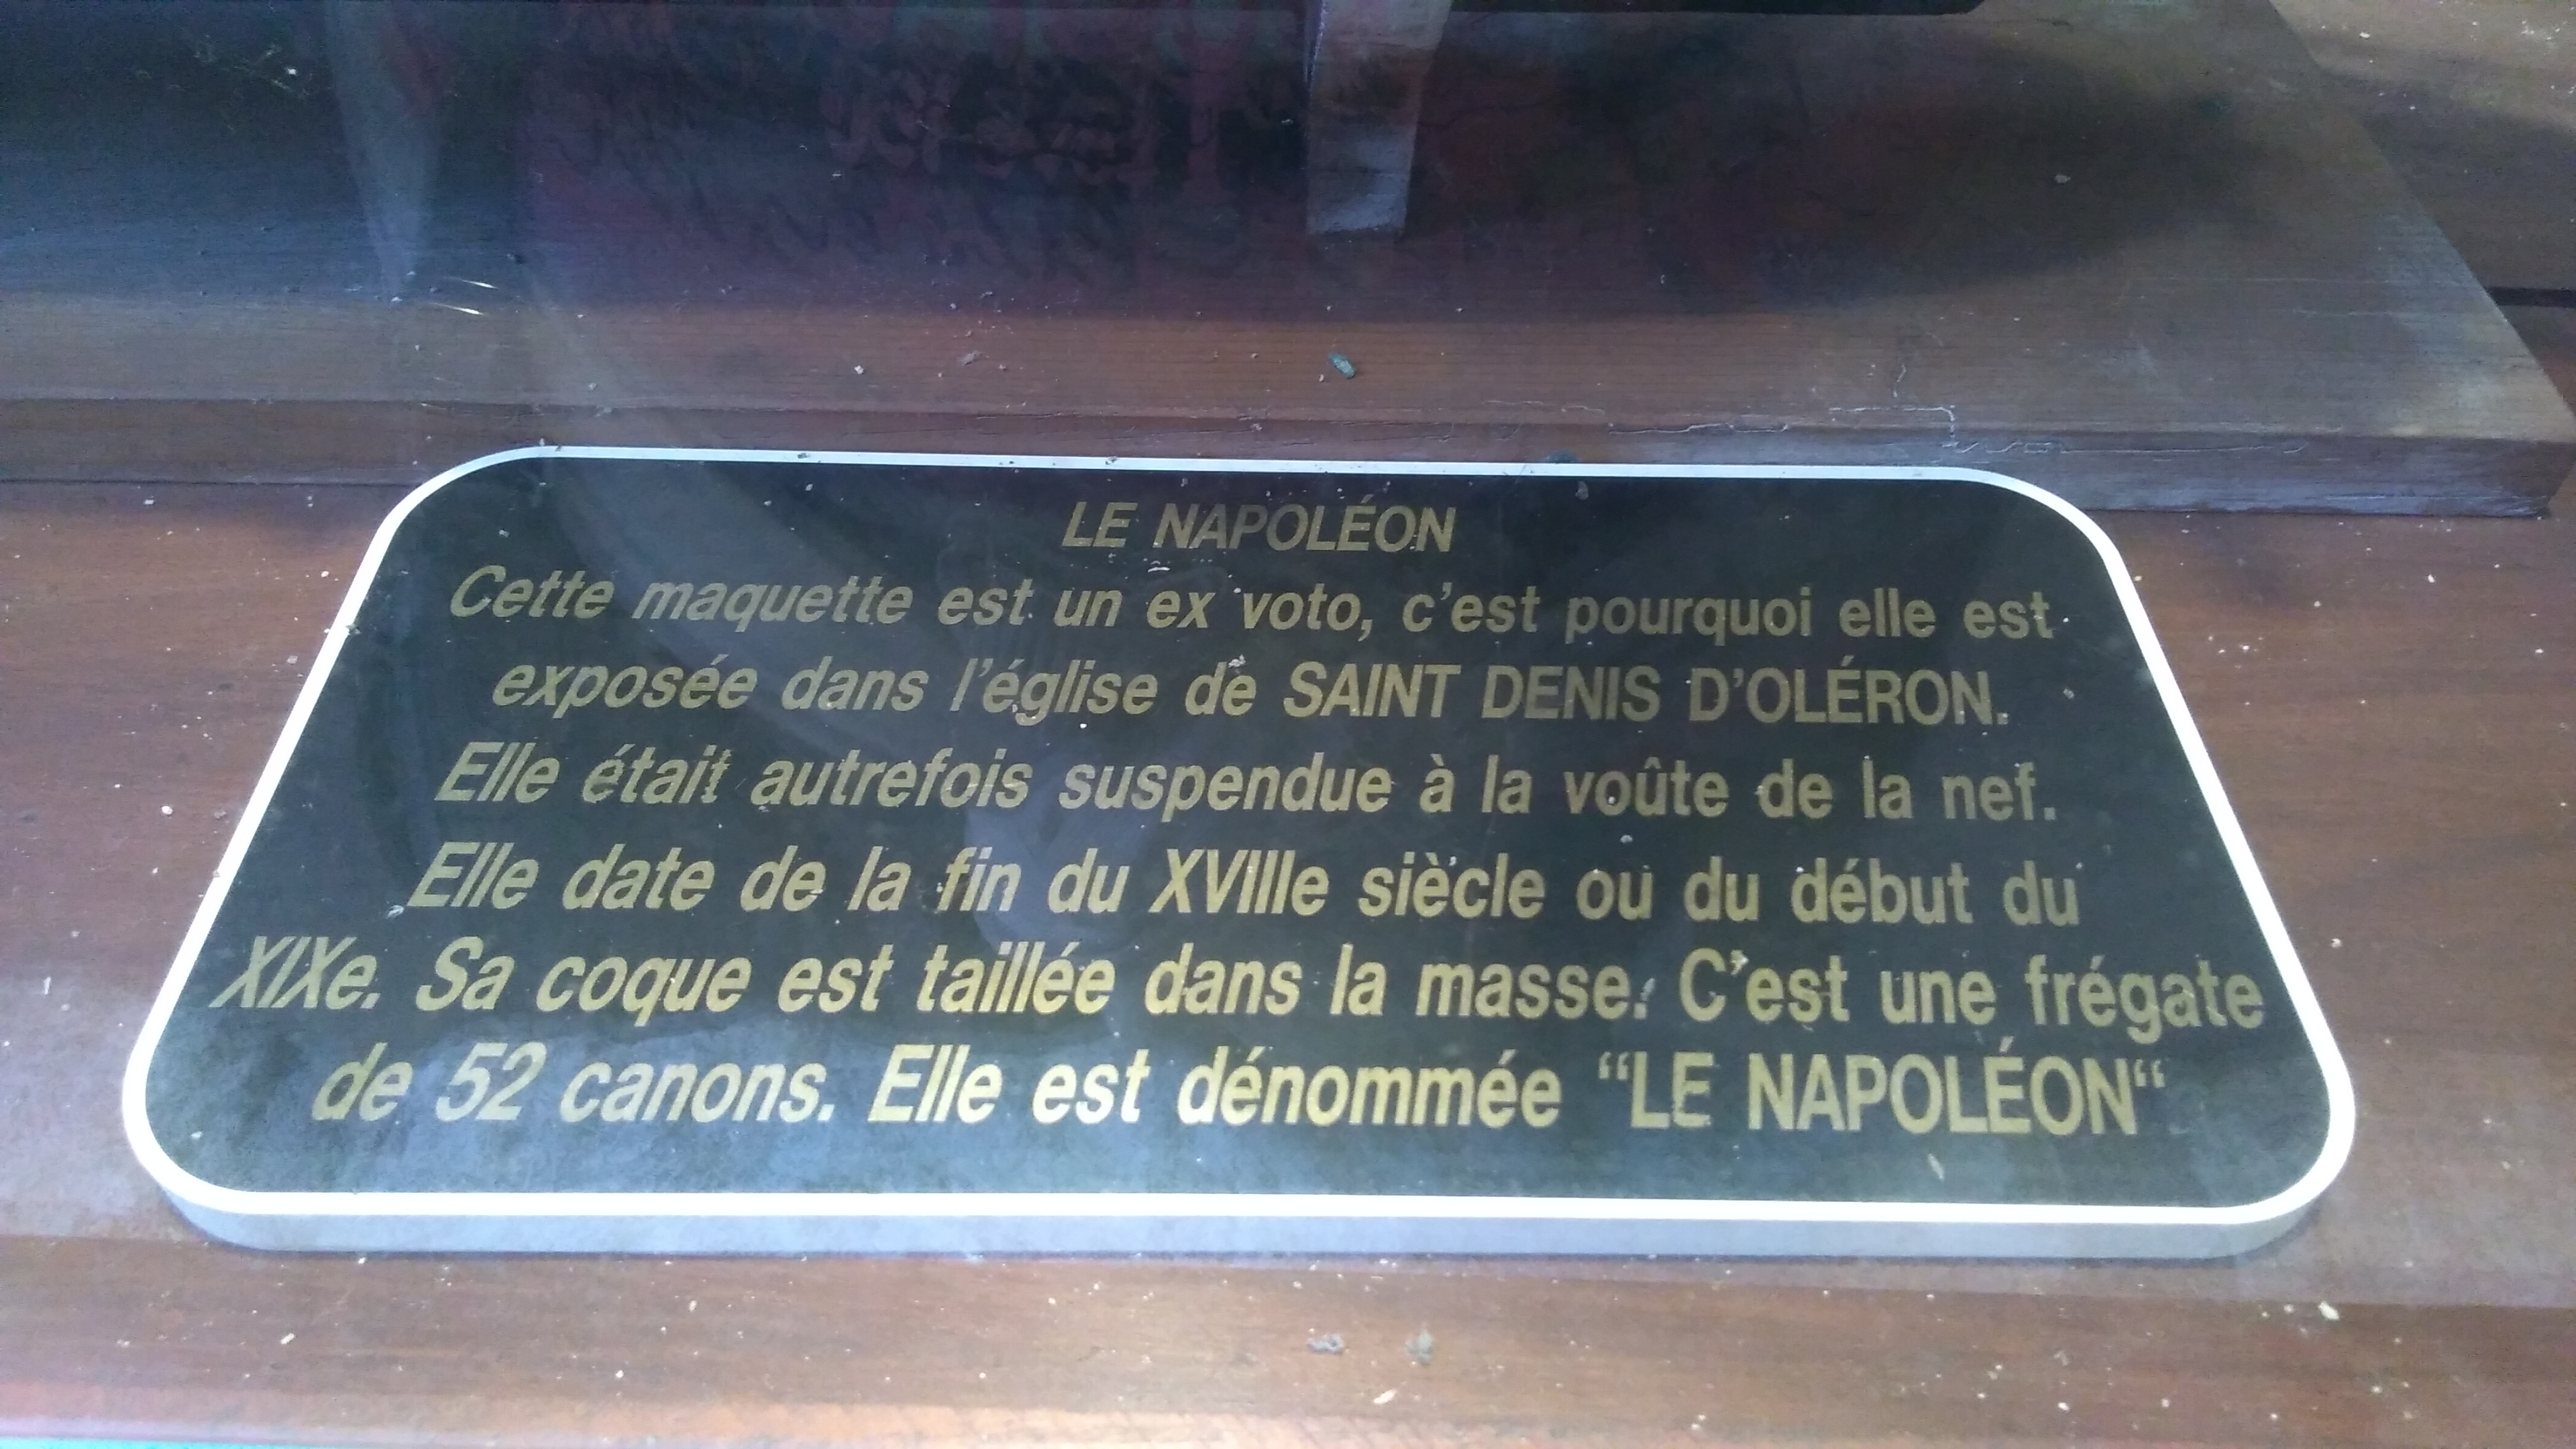 LE NAPOLÉON
Cette maquette est un ex voto, c'est pourquoi elle est
exposée dans l'église de SAINT DENIS D'OLÉRON.
Elle était autrefois suspendue à la voûte de la nef.
Elle date de la fin du XVIIIe siècle ou du début du
XIXe. Sa coque est taillée dans la masse. C'est une frégate
de 52 canons. Elle est dénommée “LE NAPOLÉON“